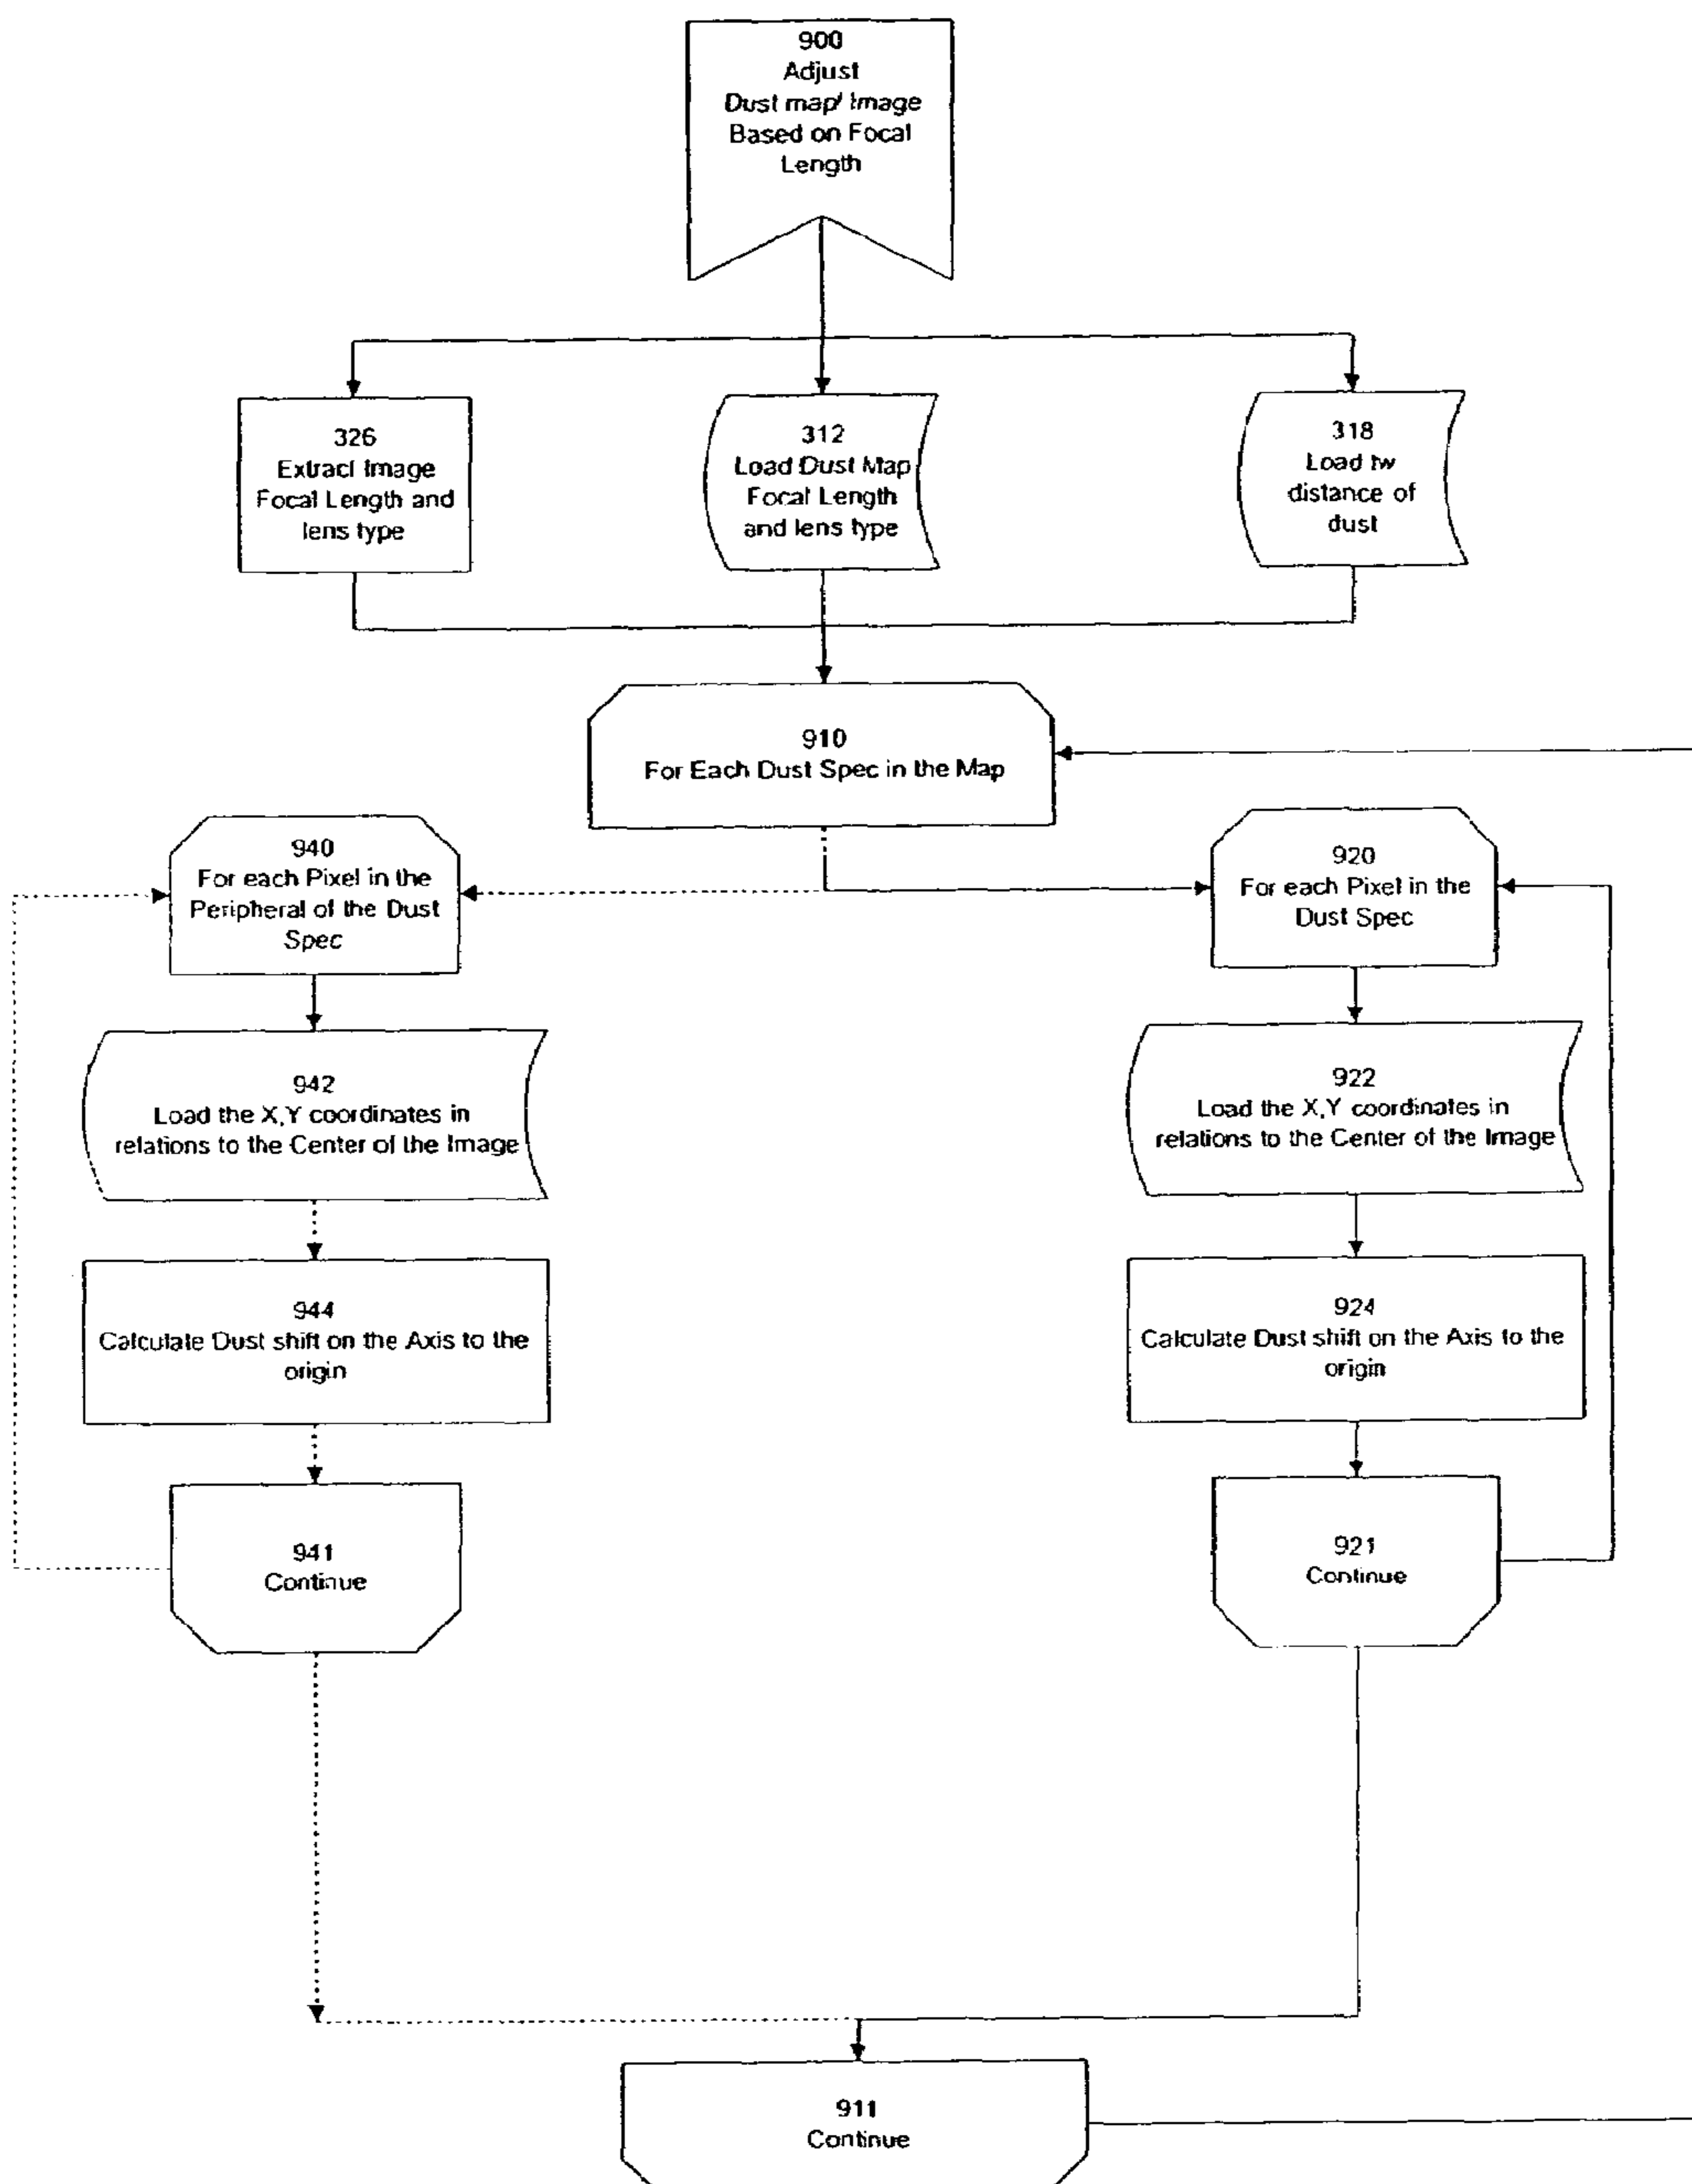 900
Adjust
Dust map/ Image
Based on Focal
Length
326
Extract Image
Focal Length and
lens type
312
Load Dust Map
Focal Length
and lens type
318
Load tw
distance of
dust
910
For Each Dust Spec in the Map
940
For each Pixel in the
Peripheral of the Dust
Spec
920
For each Pixel in the
Dust Spec
942
Load the X,Y coordinates in
relations to the Center of the Image
922
Load the X,Y coordinates in
relations to the Center of the Image
944
Calculate Dust shift on the Axis to the
origin
924
Calculate Dust shift on the Axis to the
origin
941
Continue
921
Continue
911
Continue